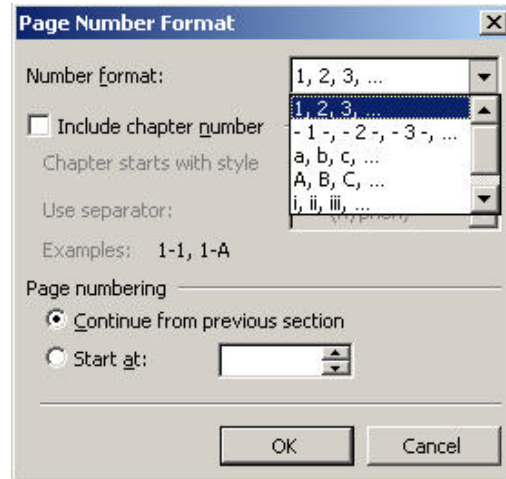 Page Number Format
Number format: 1, 2, 3, ...
1, 2, 3, ...
- 1 -, - 2 -, - 3 -, ...
a, b, c, ...
A, B, C, ...
i, ii, iii, ...
Include chapter number
Chapter starts with style
Use separator:
Examples: 1-1, 1-A
Page numbering
Continue from previous section
Start at:
OK Cancel